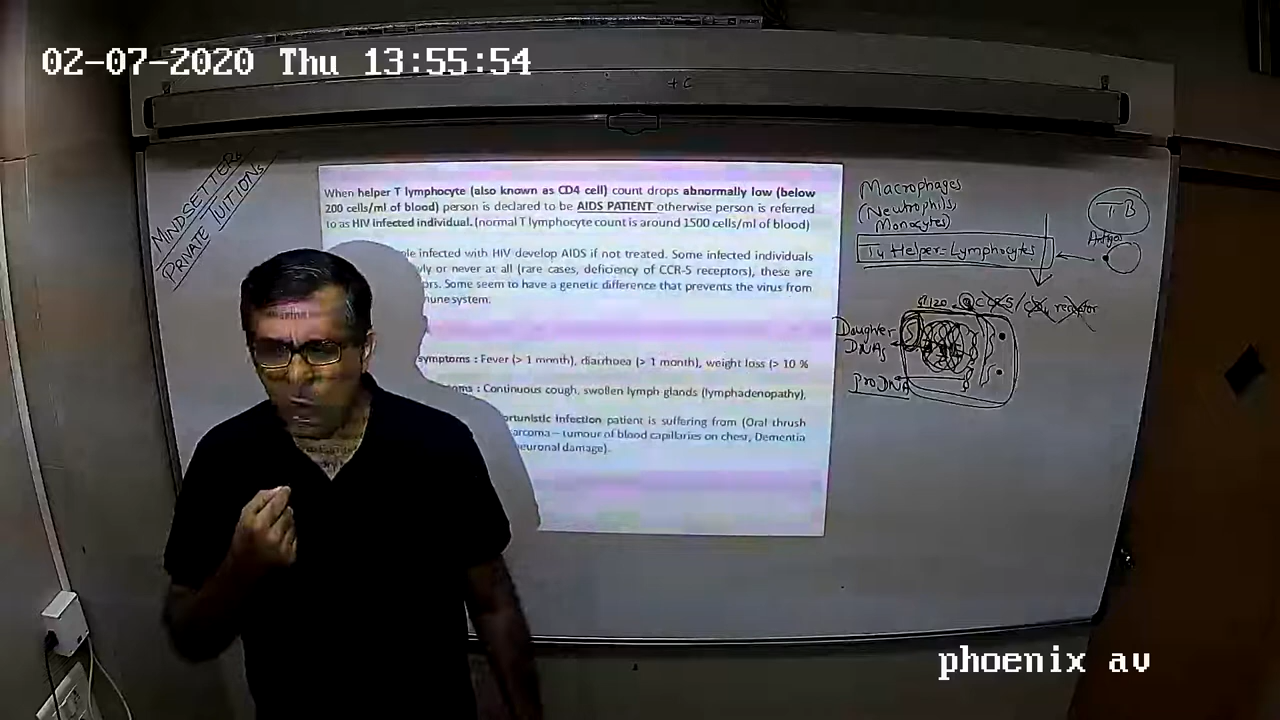 02-07-2020 Thu 13:55:54
+ C
MINDSETTERZ
PRIVATE TUITIONS
When helper T lymphocyte (also known as CD4 cell) count drops abnormally low (below
200 cells/ml of blood) person is declared to be AIDS PATIENT otherwise person is referred
to as HIV infected individual. (normal T lymphocyte count is around 1500 cells/ml of blood)
infected with HIV develop AIDS if not treated. Some infected individuals
or never at all (rare cases, deficiency of CCR-5 receptors), these are
Some seem to have a genetic difference that prevents the virus from
system.
symptoms : Fever (> 1 month), diarrhoea (> 1 month), weight loss (> 10 %
: Continuous cough, swollen lymph glands (lymphadenopathy),
infection patient is suffering from (Oral thrush
– tumour of blood capillaries on chest, Dementia
damage).
Macrophages
(Neutrophils,
Monocytes)
T4 Helper-Lymphocytes
TB
Antigen
receptor
Daughter
DNAs
ProDNA
phoenix av